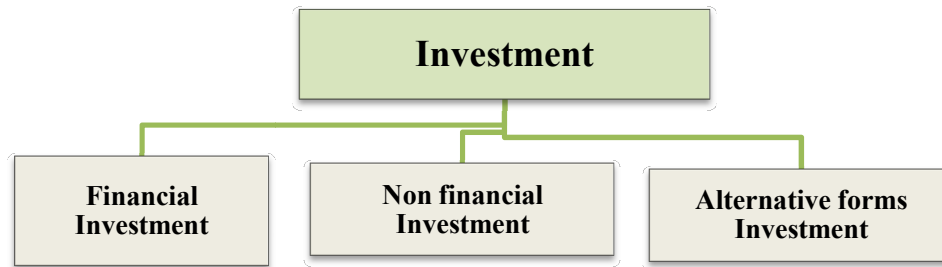 Investment
Financial
Investment
Non financial
Investment
Alternative forms
Investment